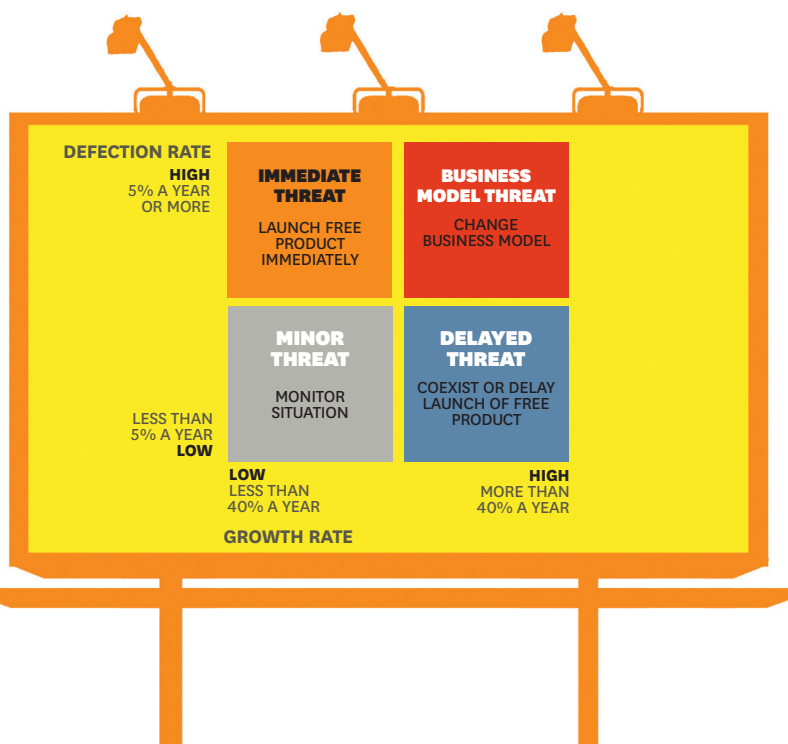 DEFECTION RATE
HIGH
5% A YEAR
OR MORE
IMMEDIATE
THREAT
LAUNCH FREE
PRODUCT
IMMEDIATELY
BUSINESS
MODEL THREAT
CHANGE
BUSINESS MODEL
MINOR
THREAT
MONITOR
SITUATION
DELAYED
THREAT
COEXIST OR DELAY
LAUNCH OF FREE
PRODUCT
LESS THAN
5% A YEAR
LOW
LOW
LESS THAN
40% A YEAR
HIGH
MORE THAN
40% A YEAR
GROWTH RATE